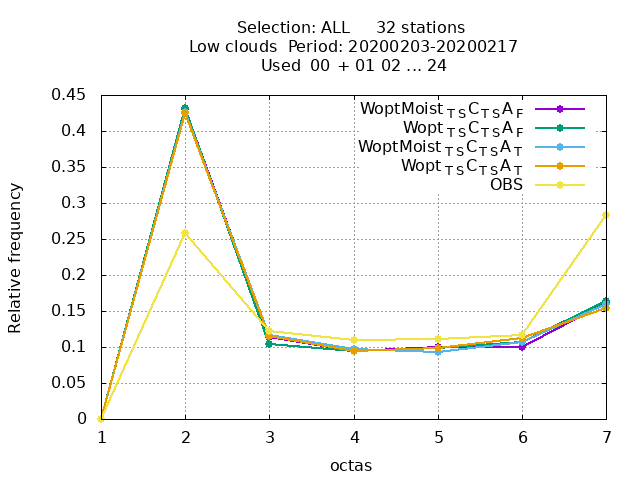 Selection: ALL 32 stations
Low clouds Period: 20200203-20200217
Used 00 + 01 02 ... 24
WoptMoist TS C TS A F
Wopt TS C TS A F
WoptMoist TS C TS A T
Wopt TS C TS A T
OBS
Relative frequency
0.45
0.4
0.35
0.3
0.25
0.2
0.15
0.1
0.05
0
1 2 3 4 5 6 7
octas